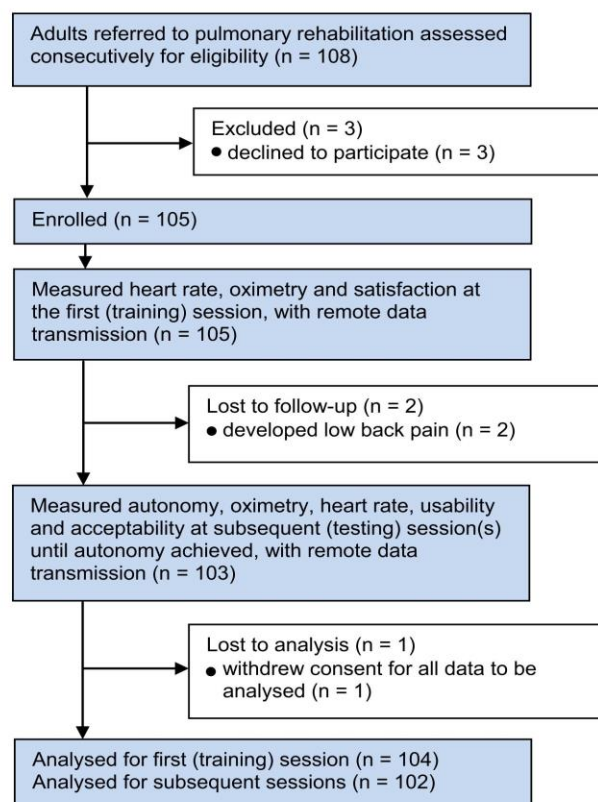 Adults referred to pulmonary rehabilitation assessed
consecutively for eligibility (n = 108)
Excluded (n = 3)
● declined to participate (n = 3)
Enrolled (n = 105)
Measured heart rate, oximetry and satisfaction at
the first (training) session, with remote data
transmission (n = 105)
Lost to follow-up (n = 2)
● developed low back pain (n = 2)
Measured autonomy, oximetry, heart rate, usability
and acceptability at subsequent (testing) session(s)
until autonomy achieved, with remote data
transmission (n = 103)
Lost to analysis (n = 1)
● withdrew consent for all data to be
analysed (n = 1)
Analysed for first (training) session (n = 104)
Analysed for subsequent sessions (n = 102)